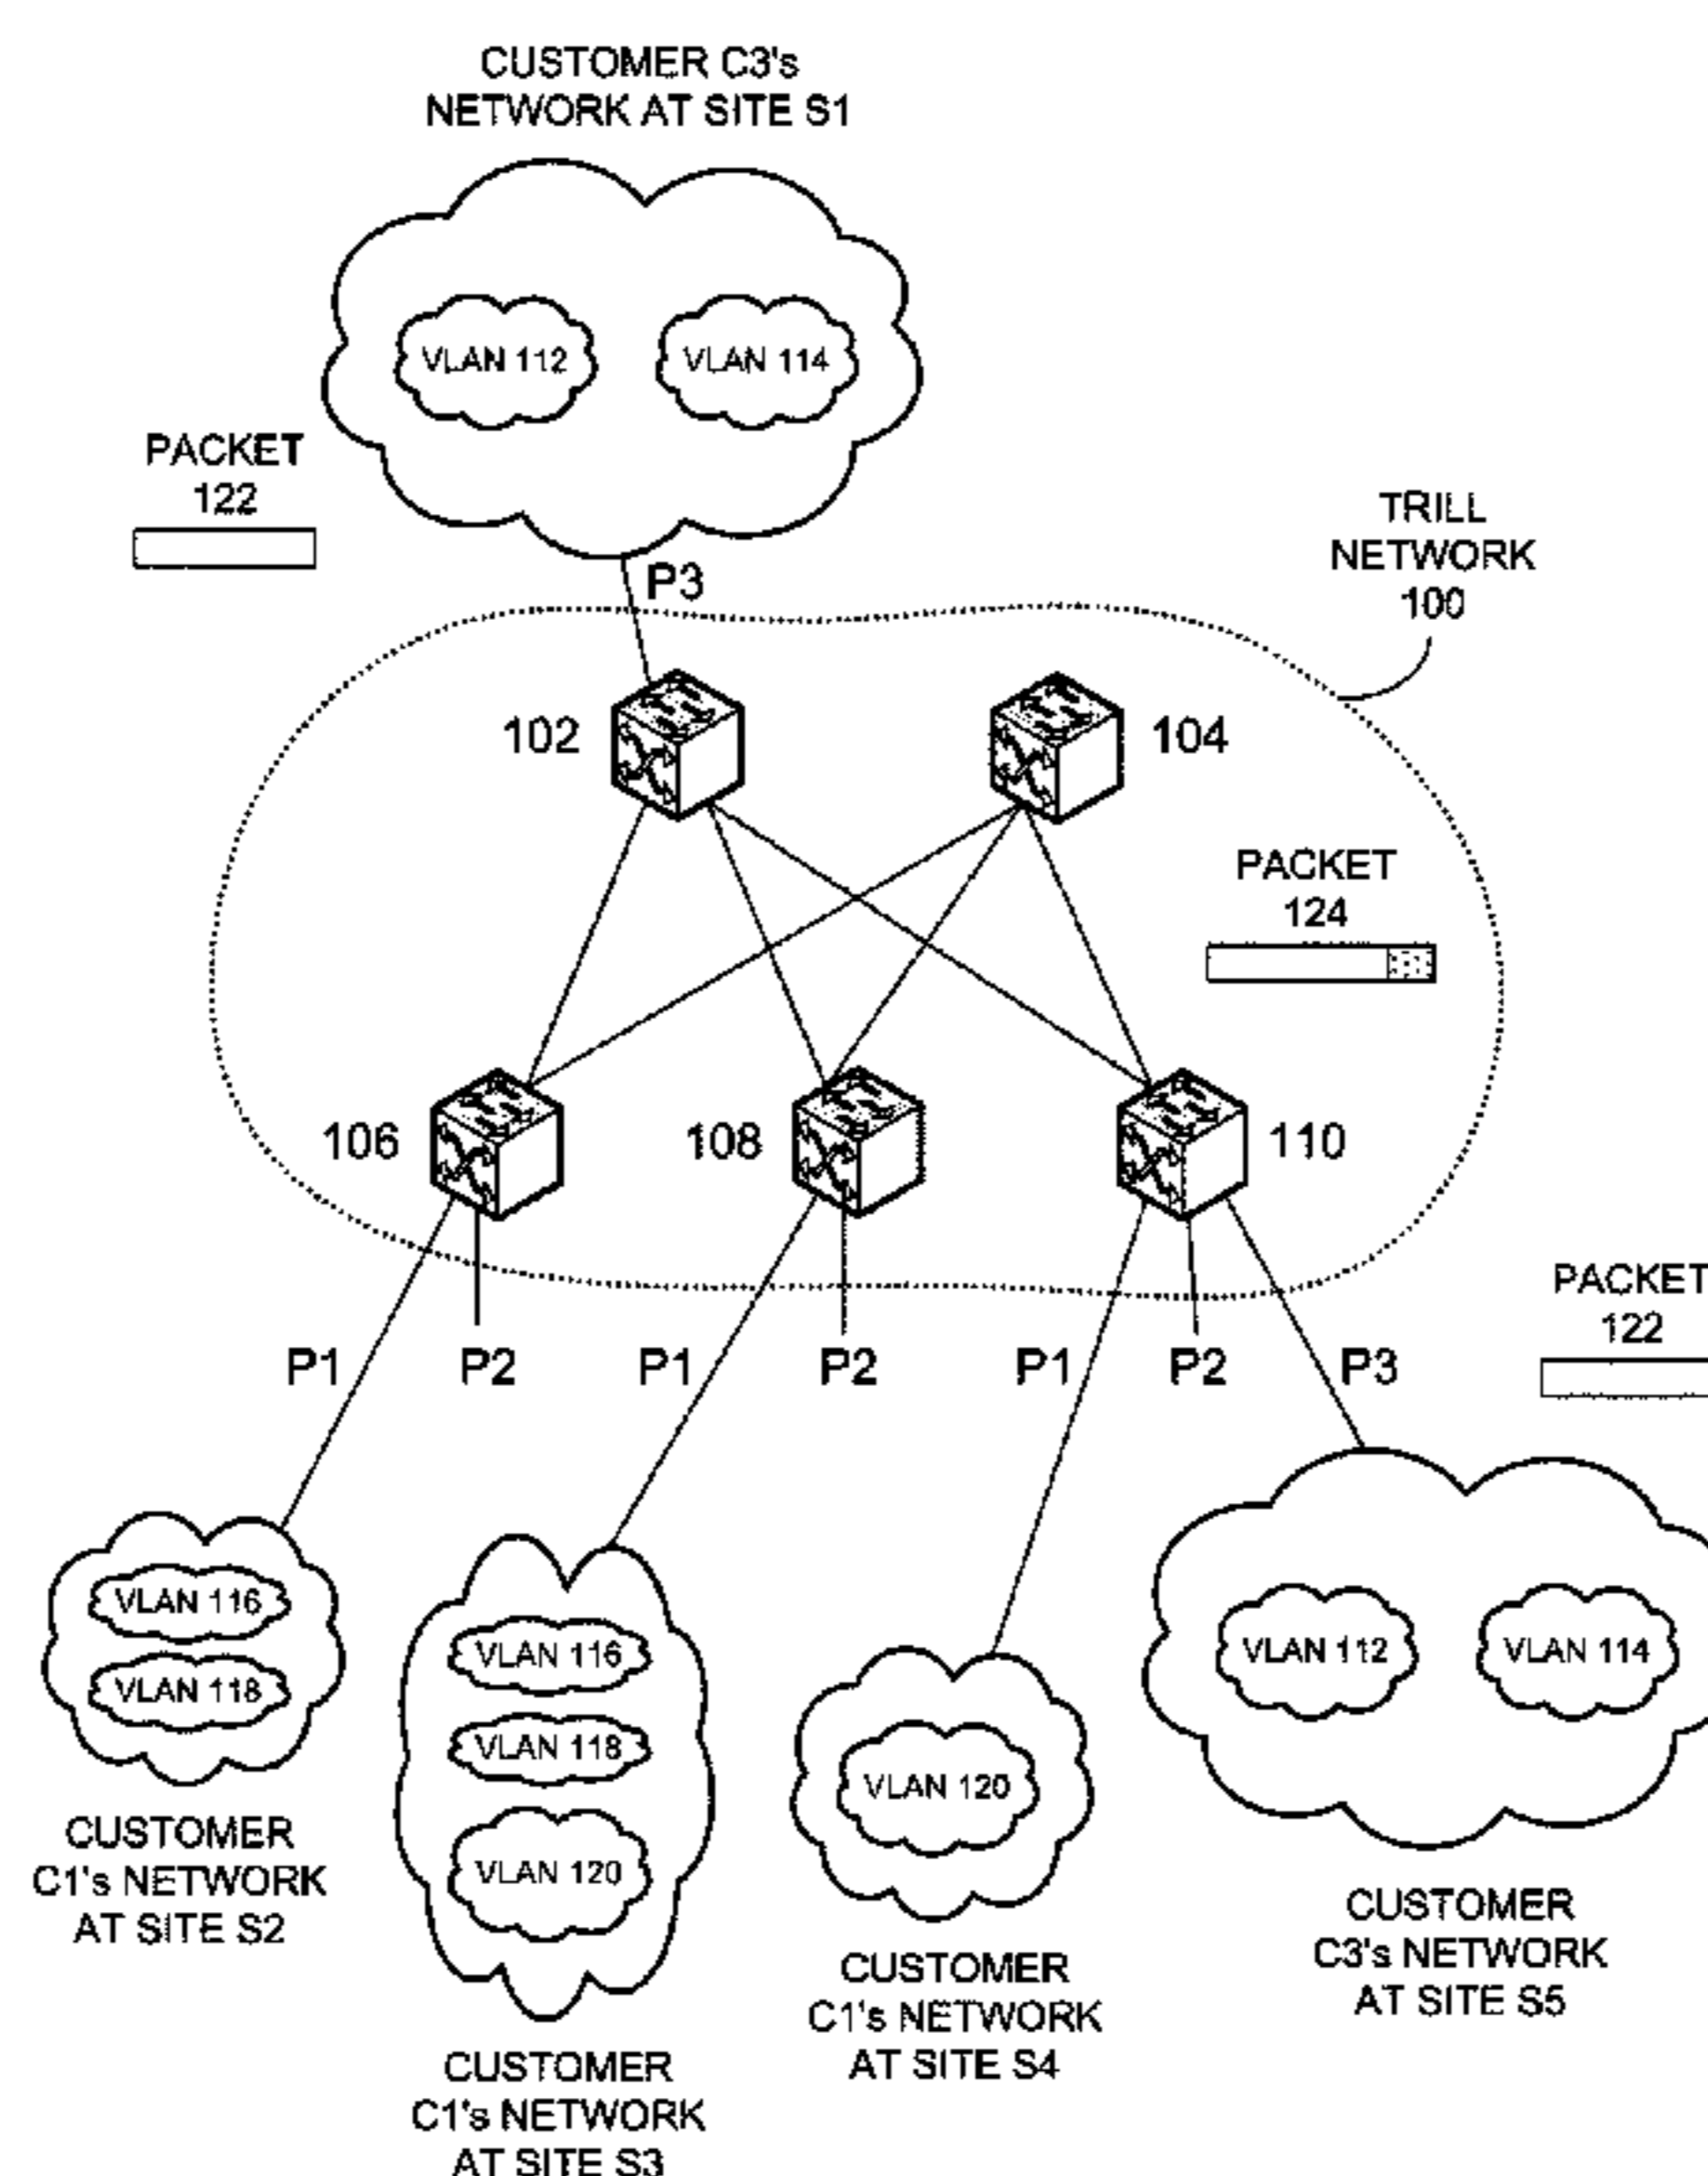 CUSTOMER C3's
NETWORK AT SITE S1
VLAN 112
VLAN 114
PACKET
122
TRILL
NETWORK
100
P3
102
104
PACKET
124
106
108
110
PACKET
122
P1
P2
P1
P2
P1
P2
P3
VLAN 116
VLAN 118
CUSTOMER
C1's NETWORK
AT SITE S2
VLAN 116
VLAN 118
VLAN 120
CUSTOMER
C1's NETWORK
AT SITE S3
VLAN 120
CUSTOMER
C1's NETWORK
AT SITE S4
VLAN 112
VLAN 114
CUSTOMER
C3's NETWORK
AT SITE S5